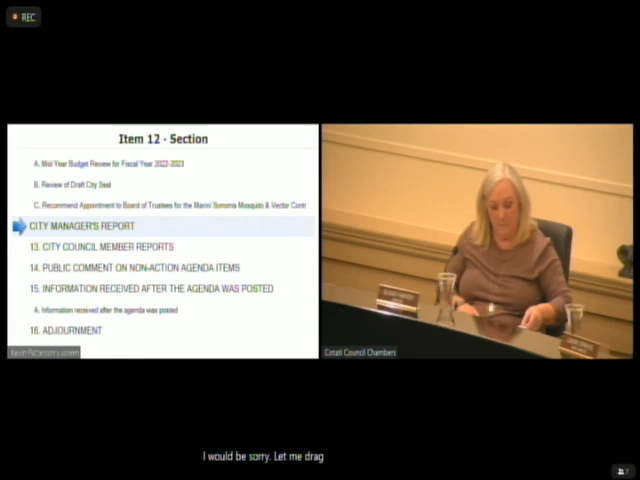 REC
Item 12 - Section
A. Mid-Year Budget Review for Fiscal Year 2022-2023
B. Review of Draft City Seal
C. Recommend Appointment to Board of Trustees for the Marin/ Sonoma Mosquito & Vector Contr
CITY MANAGER'S REPORT
13. CITY COUNCIL MEMBER REPORTS
14. PUBLIC COMMENT ON NON-ACTION AGENDA ITEMS
15. INFORMATION RECEIVED AFTER THE AGENDA WAS POSTED
A. Information received after the agenda was posted
16. ADJOURNMENT
Kevin Patterson's screen
Cotati Council Chambers
I would be sorry. Let me drag
7